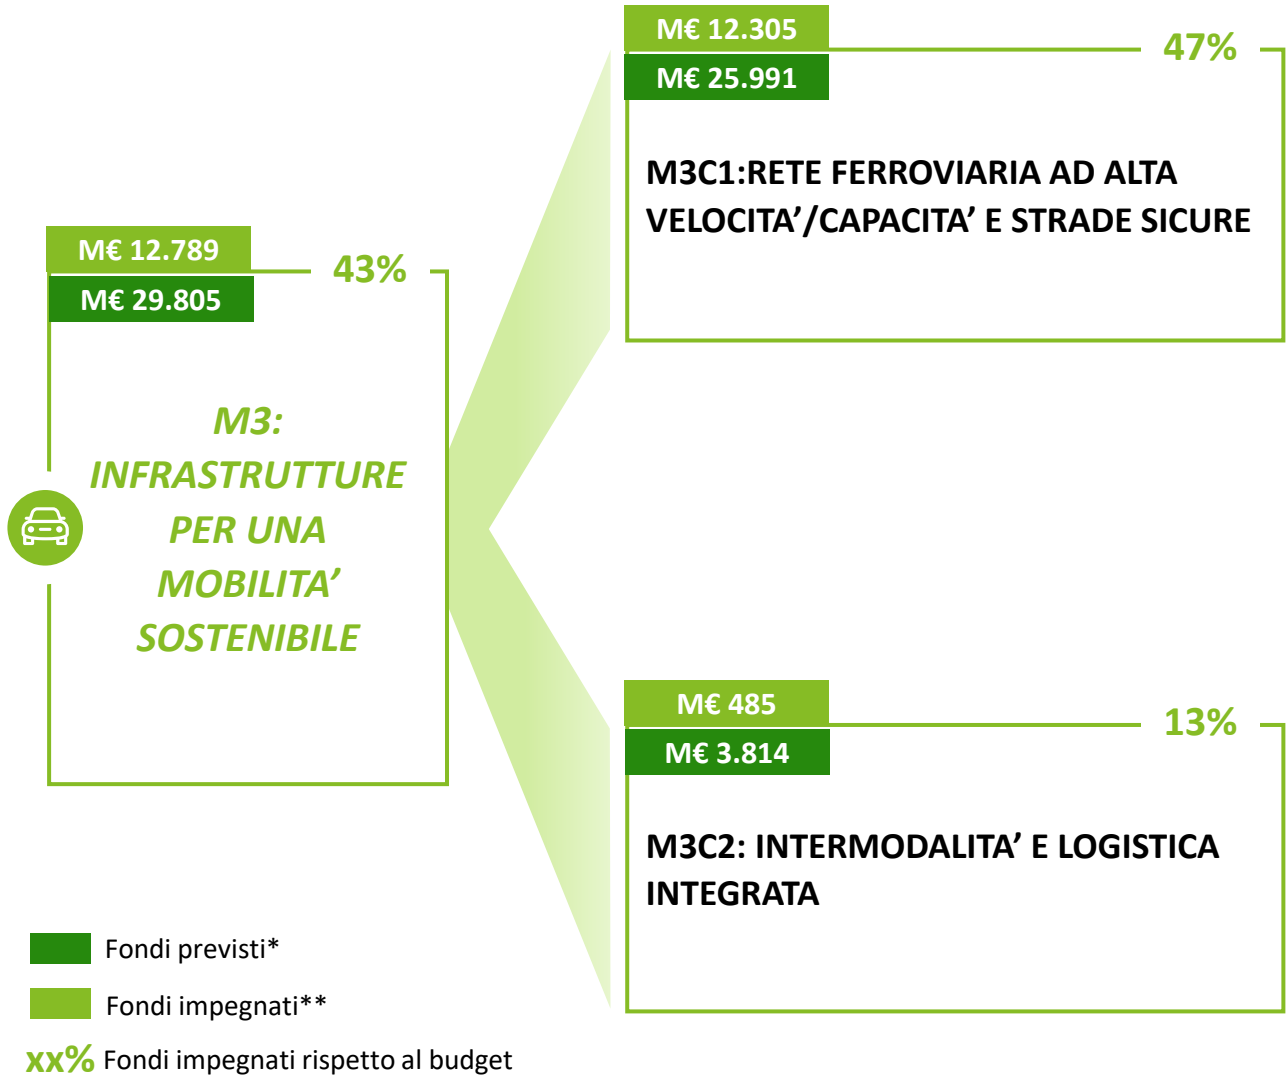 M€ 12.789
M€ 29.805
43%
M3:
INFRASTRUTTURE
PER UNA
MOBILITA’
SOSTENIBILE
M€ 12.305
M€ 25.991
47%
M3C1:RETE FERROVIARIA AD ALTA
VELOCITA’/CAPACITA’ E STRADE SICURE
M€ 485
M€ 3.814
13%
M3C2: INTERMODALITA’ E LOGISTICA
INTEGRATA
Fondi previsti*
Fondi impegnati**
xx% Fondi impegnati rispetto al budget